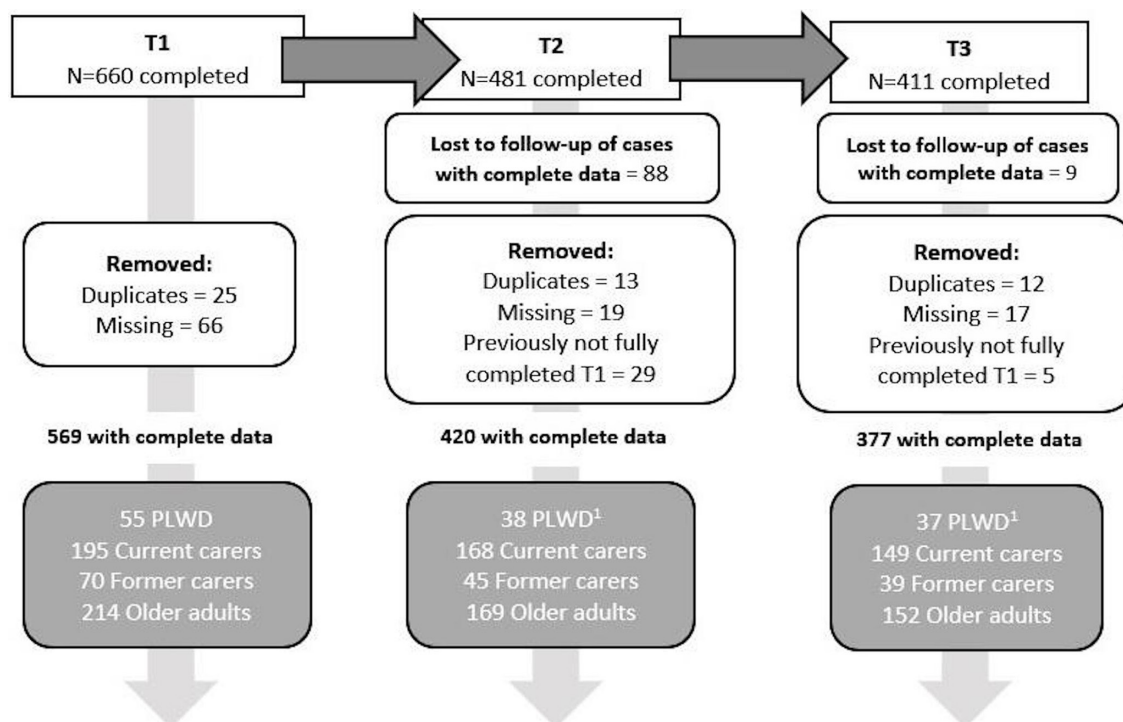 T1
N=660 completed
T2
N=481 completed
T3
N=411 completed
Lost to follow-up of cases
with complete data = 88
Lost to follow-up of cases
with complete data = 9
Removed:
Duplicates = 25
Missing = 66
Removed:
Duplicates = 13
Missing = 19
Previously not fully
completed T1 = 29
Removed:
Duplicates = 12
Missing = 17
Previously not fully
completed T1 = 5
569 with complete data
420 with complete data
377 with complete data
55 PLWD
195 Current carers
70 Former carers
214 Older adults
38 PLWD¹
168 Current carers
45 Former carers
169 Older adults
37 PLWD¹
149 Current carers
39 Former carers
152 Older adults